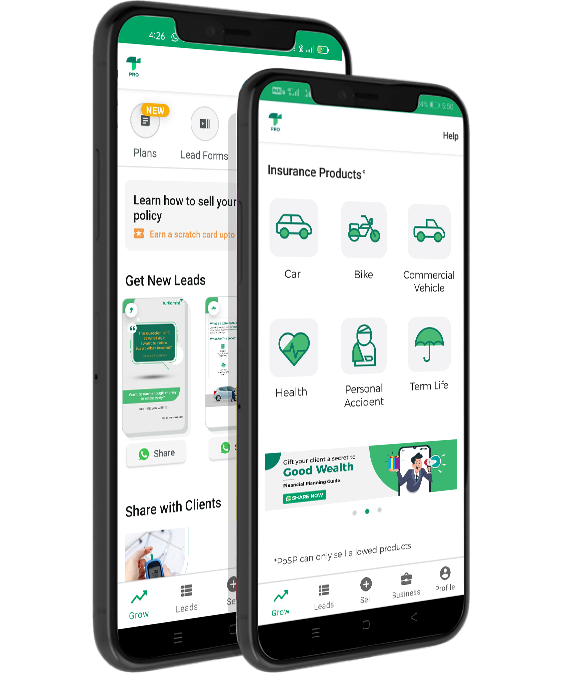 4:26
PRO
NEW
Plans
Lead Forms
Learn how to sell your
policy
Earn a scratch card upto
Get New Leads
Share
Share with Clients
Grow
Leads
5:50
PRO
Help
Insurance Products*
Car
Bike
Commercial
Vehicle
Health
Personal
Accident
Term Life
Gift your client a secret to
Good Wealth
Financial Planning Guide
SHARE NOW
*PoSP can only sell allowed products
Grow
Leads
Sell
Business
Profile